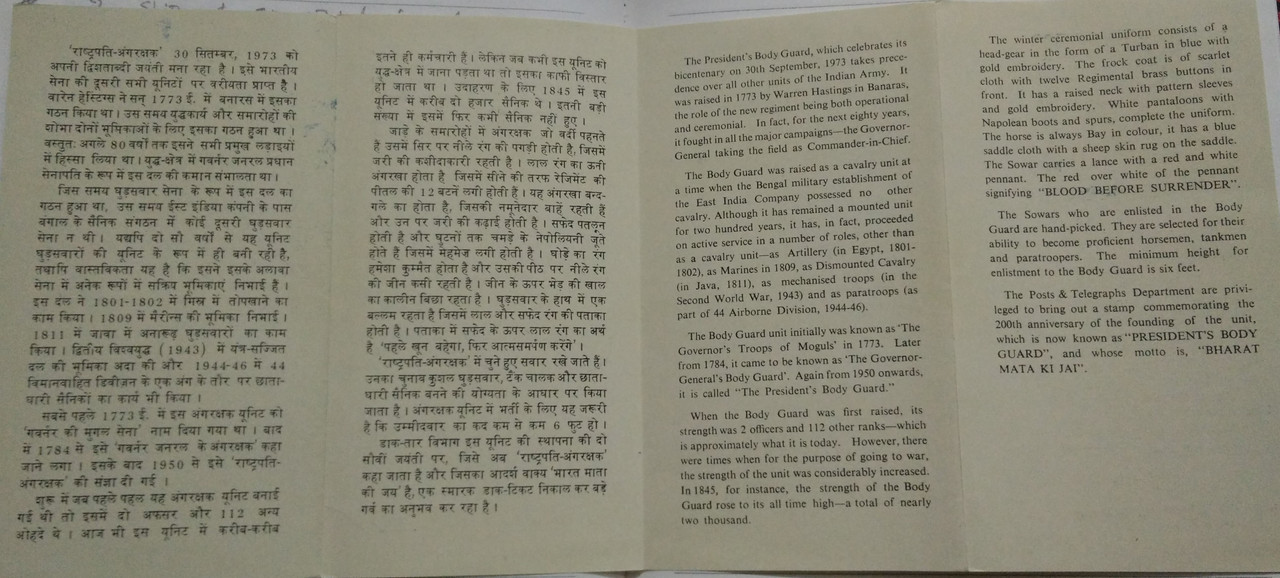 'राष्ट्रपति-अंगरक्षक' 30 सितम्बर, 1973 को
अपनी द्विशताब्दी जयंती मना रहा है । इसे भारतीय
सेना की दूसरी सभी यूनिटों पर वरीयता प्राप्त है ।
वारेन हेस्टिंग्स ने सन् 1773 ई. में बनारस में इसका
गठन किया था । उस समय युद्धकार्य और समारोहों की
शोभा दोनों भूमिकाओं के लिए इसका गठन हुआ था ।
वस्तुतः अगले 80 वर्षों तक इसने सभी प्रमुख लड़ाइयों
में हिस्सा लिया था । युद्ध-क्षेत्र में गवर्नर जनरल प्रधान
सेनापति के रूप में इस दल की कमान संभालता था ।
जिस समय घुड़सवार सेना के रूप में इस दल का
गठन हुआ था, उस समय ईस्ट इंडिया कंपनी के पास
बंगाल के सैनिक संगठन में कोई दूसरी घुड़सवार
सेना न थी । यद्यपि दो सौ वर्षों से यह यूनिट
घुड़सवारों की यूनिट के रूप में ही बनी रही है,
तथापि वास्तविकता यह है कि इसने इसके अलावा
सेना में अनेक रूपों में सक्रिय भूमिकाएं निभाई हैं ।
इस दल ने 1801-1802 में मिस्र में तोपखाने का
काम किया । 1809 में मैरीन्स की भूमिका निभाई ।
1811 में जावा में अनारूढ़ घुड़सवारों का काम
किया । द्वितीय विश्वयुद्ध (1943) में यंत्र-सज्जित
दल की भूमिका अदा की और 1944-46 में 44
विमानवाहित डिवीज़न के एक अंग के तौर पर छाता-
धारी सैनिकों का कार्य भी किया ।
सबसे पहले 1773 ई. में इस अंगरक्षक यूनिट को
'गवर्नर की मुगल सेना' नाम दिया गया था । बाद
में 1784 से इसे 'गवर्नर जनरल के अंगरक्षक' कहा
जाने लगा । इसके बाद 1950 से इसे 'राष्ट्रपति-
अंगरक्षक' की संज्ञा दी गई ।
शुरू में जब पहले पहल यह अंगरक्षक यूनिट बनाई
गई थी तो इसमें दो अफसर और 112 अन्य
ओहदे थे । आज भी इस यूनिट में करीब-करीब
इतने ही कर्मचारी हैं । लेकिन जब कभी इस यूनिट को
युद्ध-क्षेत्र में जाना पड़ता था तो इसका काफी विस्तार
हो जाता था । उदाहरण के लिए 1845 में इस
यूनिट में करीब दो हजार सैनिक थे । इतनी बड़ी
संख्या में इसमें फिर कभी सैनिक नहीं हुए ।
जाड़े के समारोहों में अंगरक्षक जो वर्दी पहनते
है उसमें सिर पर नीले रंग की पगड़ी होती है, जिसमें
जरी की कशीदाकारी रहती है । लाल रंग का ऊनी
अंगरखा होता है जिसमें सीने की तरफ रेजिमेंट की
पीतल की 12 बटनें लगी होती हैं । यह अंगरखा बन्द-
गले का होता है, जिसकी नमूनेदार बाहें रहती हैं
और उन पर जरी की कढ़ाई होती है । सफेद पतलून
होती है और घुटनों तक चमड़े के नेपोलियनी जूते
होते हैं जिसमें मेहमेज लगी होती है । घोड़े का रंग
हमेशा कुम्मैत होता है और उसकी पीठ पर नीले रंग
की जीन कसी रहती है । जीन के ऊपर भेड़ की खाल
का कालीन बिछा रहता है । घुड़सवार के हाथ में एक
बल्लम रहता है जिसमें लाल और सफेद रंग की पताका
होती है । पताका में सफेद के ऊपर लाल रंग का अर्थ
है 'पहले खून बहेगा, फिर आत्मसमर्पण करेंगे' ।
'राष्ट्रपति-अंगरक्षक' में चुने हुए सवार रखे जाते हैं ।
उनका चुनाव कुशल घुड़सवार, टैंक चालक और छाता-
धारी सैनिक बनने की योग्यता के आधार पर किया
जाता है । अंगरक्षक यूनिट में भर्ती के लिए यह जरूरी
है कि उम्मीदवार का कद कम से कम 6 फुट हो ।
डाक-तार विभाग इस यूनिट की स्थापना की दो
सौवीं जयंती पर, जिसे अब 'राष्ट्रपति-अंगरक्षक'
कहा जाता है और जिसका आदर्श वाक्य 'भारत माता
की जय' है, एक स्मारक डाक-टिकट निकाल कर बड़े
गर्व का अनुभव कर रहा है ।
The President's Body Guard, which celebrates its
bicentenary on 30th September, 1973 takes prece-
dence over all other units of the Indian Army. It
was raised in 1773 by Warren Hastings in Banaras,
the role of the new regiment being both operational
and ceremonial. In fact, for the next eighty years,
it fought in all the major campaigns—the Governor-
General taking the field as Commander-in-Chief.
The Body Guard was raised as a cavalry unit at
a time when the Bengal military establishment of
the East India Company possessed no other
cavalry. Although it has remained a mounted unit
for two hundred years, it has, in fact, proceeded
on active service in a number of roles, other than
as a cavalry unit—as Artillery (in Egypt, 1801-
1802), as Marines in 1809, as Dismounted Cavalry
(in Java, 1811), as mechanised troops (in the
Second World War, 1943) and as paratroops (as
part of 44 Airborne Division, 1944-46).
The Body Guard unit initially was known as 'The
Governor's Troops of Moguls' in 1773. Later
from 1784, it came to be known as 'The Governor-
General's Body Guard'. Again from 1950 onwards,
it is called "The President's Body Guard."
When the Body Guard was first raised, its
strength was 2 officers and 112 other ranks—which
is approximately what it is today. However, there
were times when for the purpose of going to war,
the strength of the unit was considerably increased.
In 1845, for instance, the strength of the Body
Guard rose to its all time high—a total of nearly
two thousand.
The winter ceremonial uniform consists of a
head-gear in the form of a Turban in blue with
gold embroidery. The frock coat is of scarlet
cloth with twelve Regimental brass buttons in
front. It has a raised neck with pattern sleeves
and gold embroidery. White pantaloons with
Napolean boots and spurs, complete the uniform.
The horse is always Bay in colour, it has a blue
saddle cloth with a sheep skin rug on the saddle.
The Sowar carries a lance with a red and white
pennant. The red over white of the pennant
signifying "BLOOD BEFORE SURRENDER".
The Sowars who are enlisted in the Body
Guard are hand-picked. They are selected for their
ability to become proficient horsemen, tankmen
and paratroopers. The minimum height for
enlistment to the Body Guard is six feet.
The Posts & Telegraphs Department are privi-
leged to bring out a stamp commemorating the
200th anniversary of the founding of the unit,
which is now known as "PRESIDENT'S BODY
GUARD", and whose motto is, "BHARAT
MATA KI JAI".